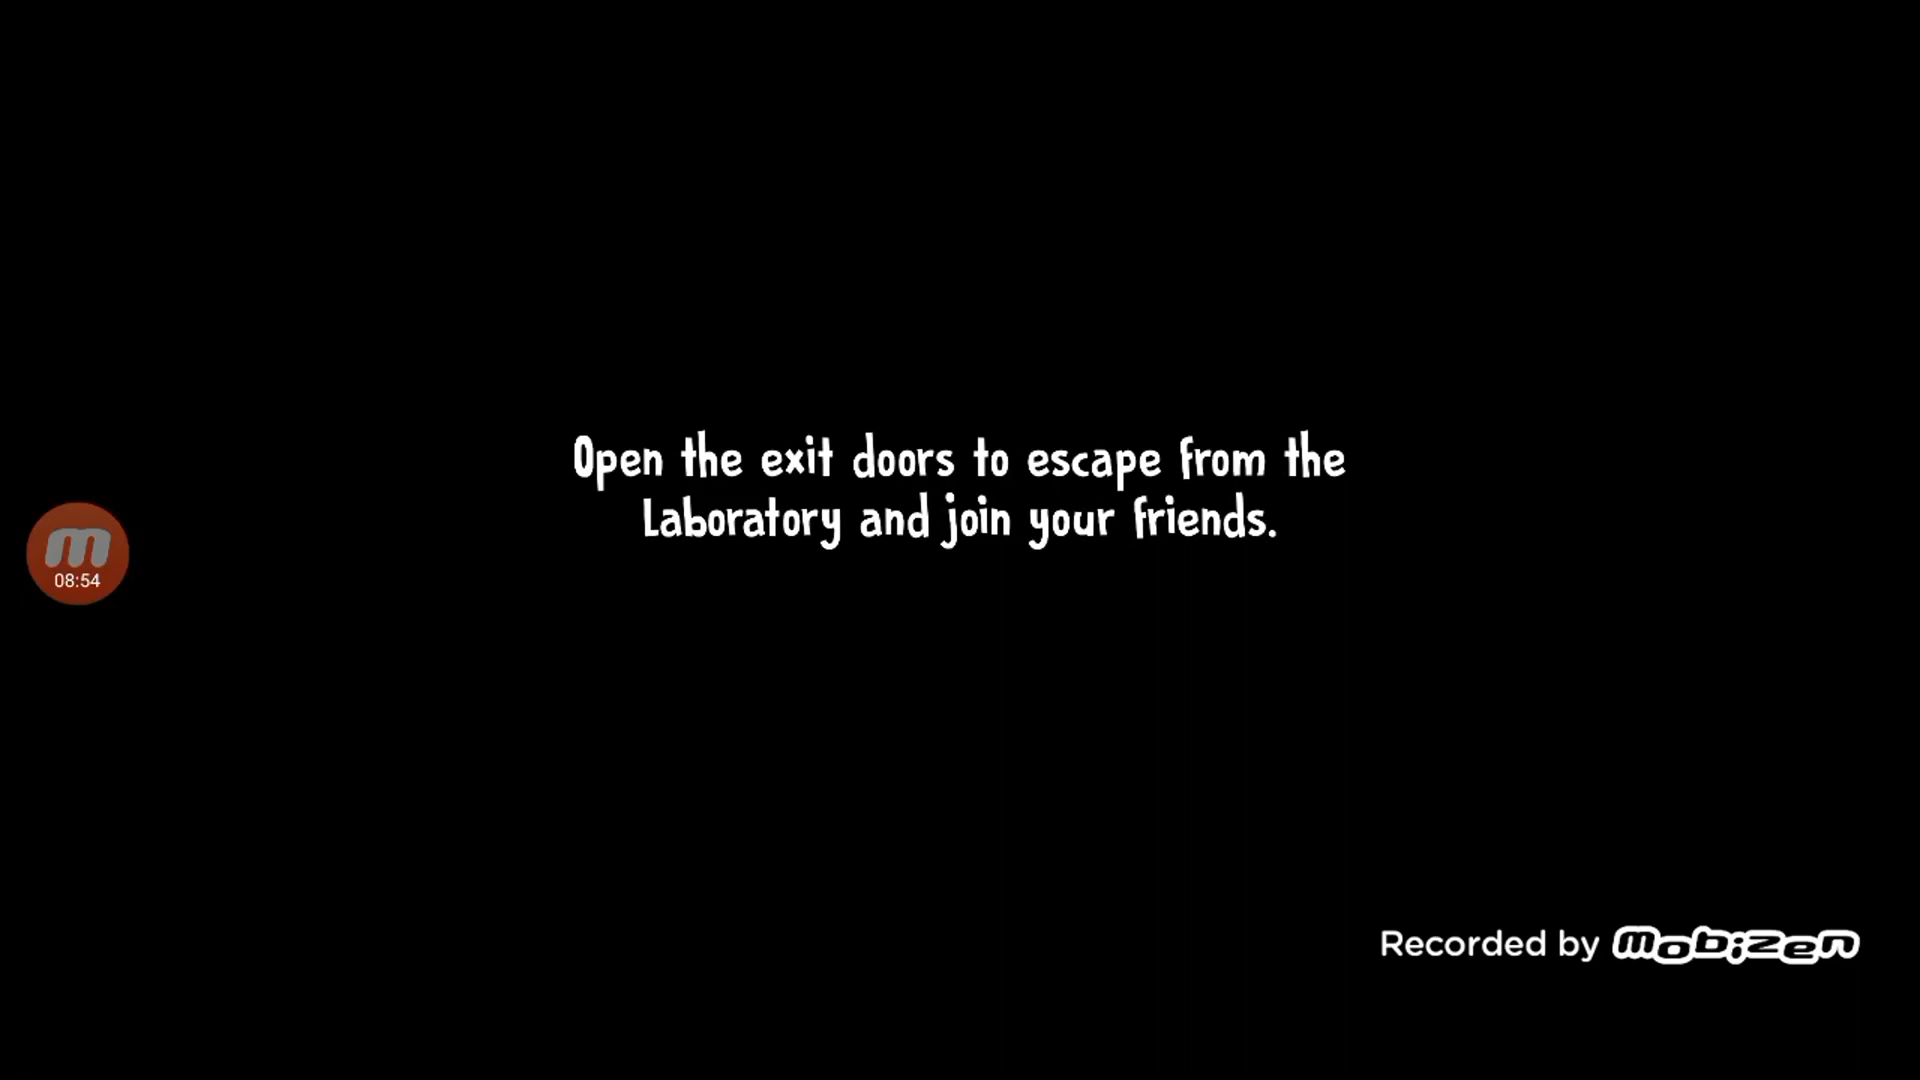 Open the exit doors to escape from the
Laboratory and join your friends.
08:54
Recorded by mobizen